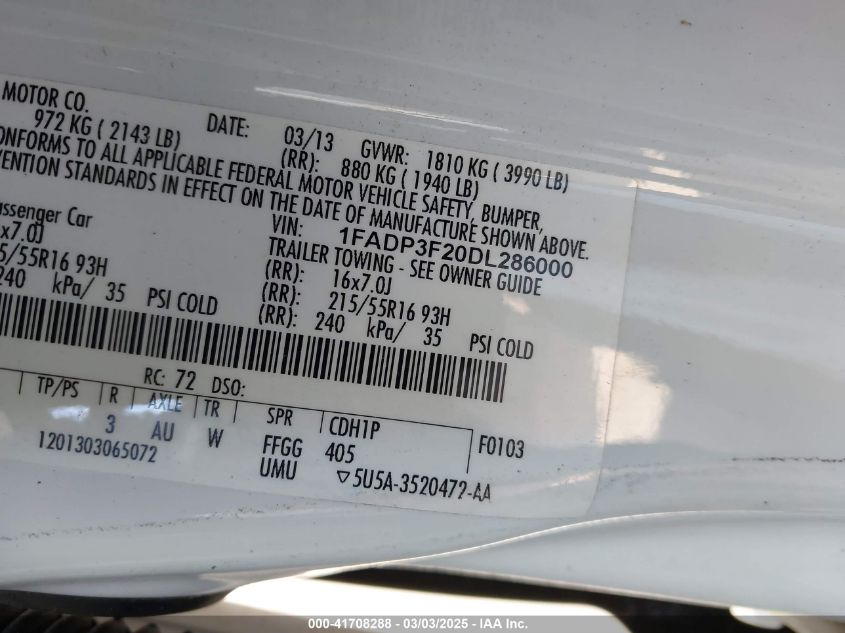 MOTOR CO.
DATE: 03/13 GVWR: 1810 KG ( 3990 LB)
972 KG ( 2143 LB) (RR): 880 KG ( 1940 LB)
CONFORMS TO ALL APPLICABLE FEDERAL MOTOR VEHICLE SAFETY, BUMPER,
VENTION STANDARDS IN EFFECT ON THE DATE OF MANUFACTURE SHOWN ABOVE.
VIN: 1FADP3F20DL286000
assenger Car TRAILER TOWING - SEE OWNER GUIDE
x7.0J (RR): 16x7.0J
5/55R16 93H (RR): 215/55R16 93H
240 kPa/ 35 PSI COLD (RR): 240 kPa/ 35 PSI COLD
RC: 72 DSO:
TP/PS R AXLE TR SPR CDH1P F0103
3 AU W FFGG 405
1201303065072 UMU ▽5U5A-3520472-AA
000-41708288 - 03/03/2025 - IAA Inc.